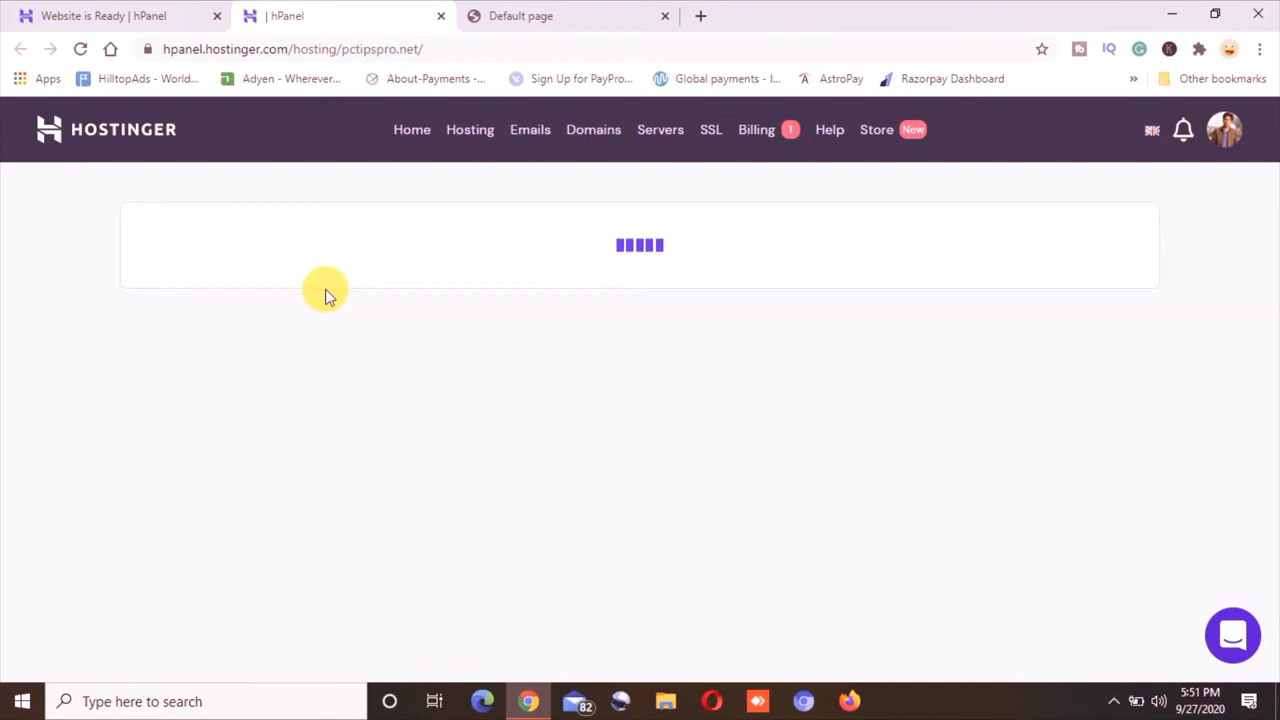 Website is Ready | hPanel
| hPanel
Default page
hpanel.hostinger.com/hosting/pctipspro.net/
Apps
HilltopAds - World...
Adyen - Wherever...
About-Payments -...
Sign Up for PayPro...
Global payments - I...
AstroPay
Razorpay Dashboard
»
Other bookmarks
HOSTINGER
Home
Hosting
Emails
Domains
Servers
SSL
Billing 1
Help
Store New
Type here to search
82
5:51 PM
9/27/2020